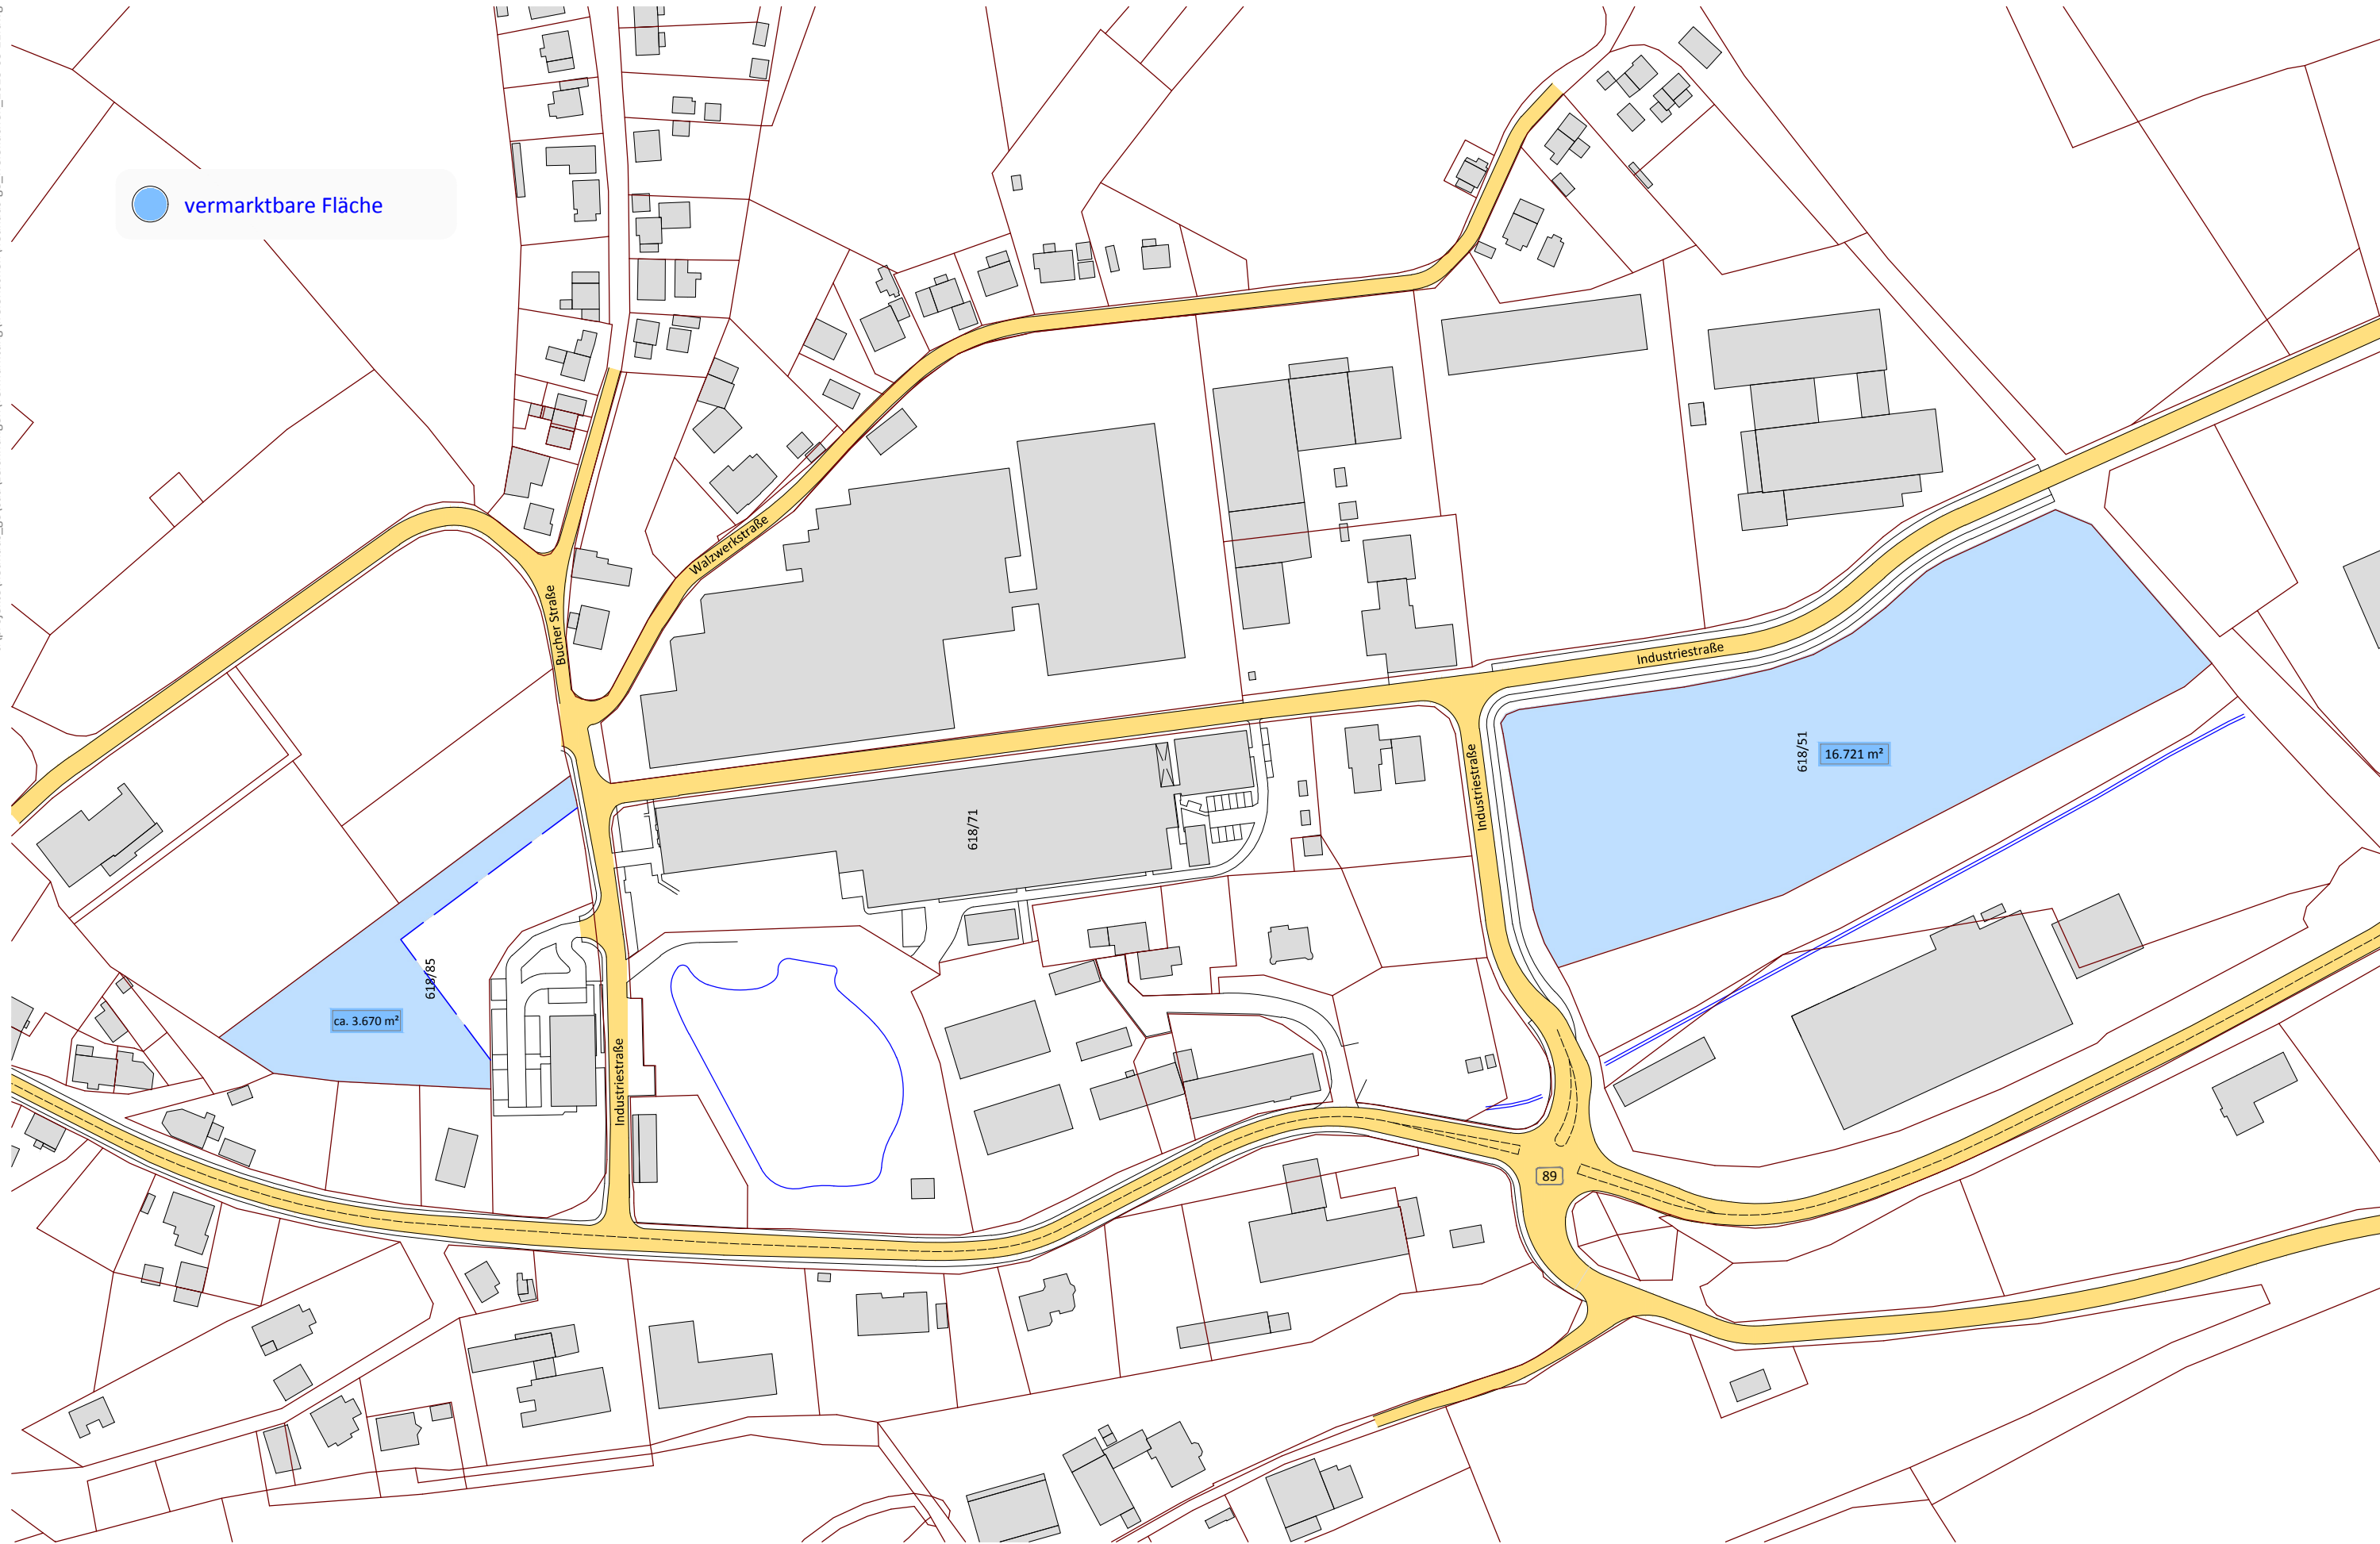 vermarktbare Fläche
Walzwerkstraße
Bucher Straße
Industriestraße
618/51
16.721 m²
Industriestraße
618/71
618/85
ca. 3.670 m²
Industriestraße
89